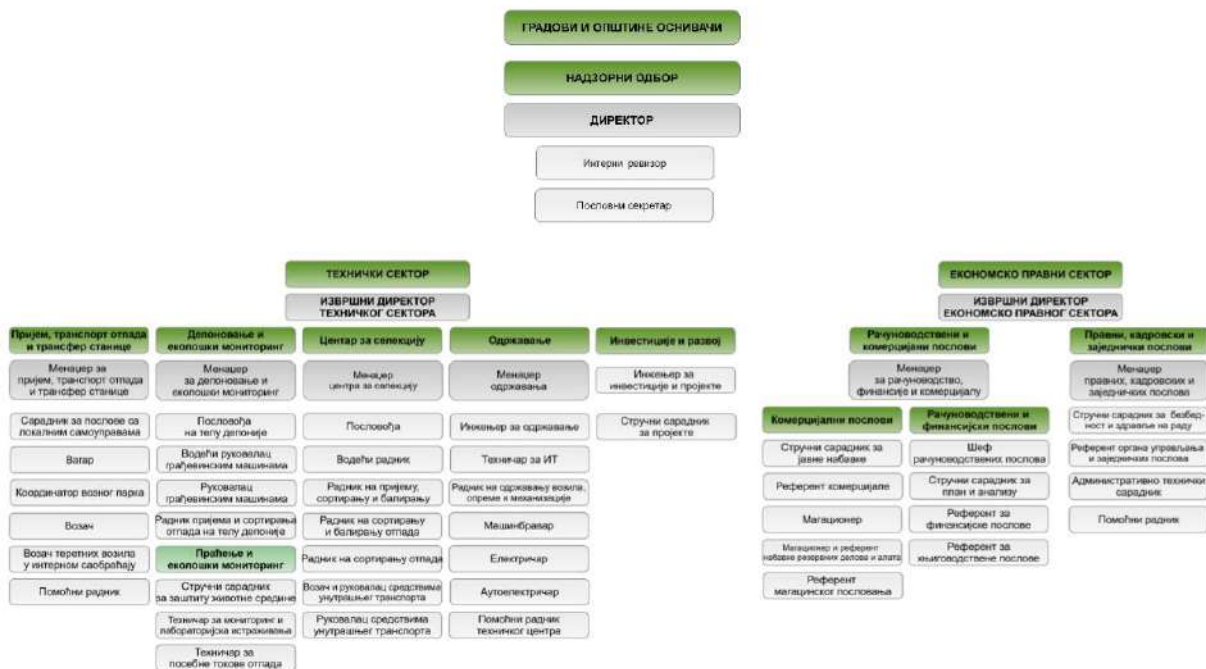 ГРАДОВИ И ОПШТИНЕ ОСНИВАЧИ
НАДЗОРНИ ОДБОР
ДИРЕКТОР
Интерни ревизор
Пословни секретар
ТЕХНИЧКИ СЕКТОР
ИЗВРШНИ ДИРЕКТОР
ТЕХНИЧКОГ СЕКТОРА
Пријем, транспорт отпада
и трансфер станице
Менаџер за
пријем, транспорт отпада
и трансфер станице
Сарадник за послове са
локалним самоуправама
Вагар
Координатор возног парка
Возач
Возач теретних возила
у интерном саобраћају
Помоћни радник
Депоновање и
еколошки мониторинг
Менаџер
за депоновање и
еколошки мониторинг
Пословођа
на телу депоније
Водећи руковалац
грађевинским машинама
Руковалац
грађевинским машинама
Радник пријема и сортирања
отпада на телу депоније
Праћење и
еколошки мониторинг
Стручни сарадник
за заштиту животне средине
Техничар за мониторинг и
лабораторијска истраживања
Техничар за
посебне токове отпада
Центар за селекцију
Менаџер
центра за селекцију
Пословођа
Водећи радник
Радник на пријему,
сортирању и балирању
Радник на сортирању
и балирању отпада
Радник на сортирању отпада
Возач и руковалац средствима
унутрашњег транспорта
Руковалац средствима
унутрашњег транспорта
Одржавање
Менаџер
одржавања
Инжењер за одржавање
Техничар за ИТ
Радник на одржавању возила,
опреме и механизације
Машинбравар
Електричар
Аутоелектричар
Помоћни радник
техничког центра
Инвестиције и развој
Инжењер за
инвестиције и пројекте
Стручни сарадник
за пројекте
ЕКОНОМСКО ПРАВНИ СЕКТОР
ИЗВРШНИ ДИРЕКТОР
ЕКОНОМСКО ПРАВНОГ СЕКТОРА
Рачуноводствени и
комерцијани послови
Менаџер
за рачуноводство,
финансије и комерцијалу
Комерцијални послови
Стручни сарадник за
јавне набавке
Референт комерцијале
Магационер
Магационер и референт
набавке резервних делова и алата
Референт
магацинског пословања
Рачуноводствени и
финансијски послови
Шеф
рачуноводствених послова
Стручни сарадник за
план и анализу
Референт за
финансијске послове
Референт за
књиговодствене послове
Правни, кадровски и
заједнички послови
Менаџер
правних, кадровских и
заједничких послова
Стручни сарадник за безбед-
ност и здравље на раду
Референт органа управљања
и заједничких послова
Административно технички
сарадник
Помоћни радник